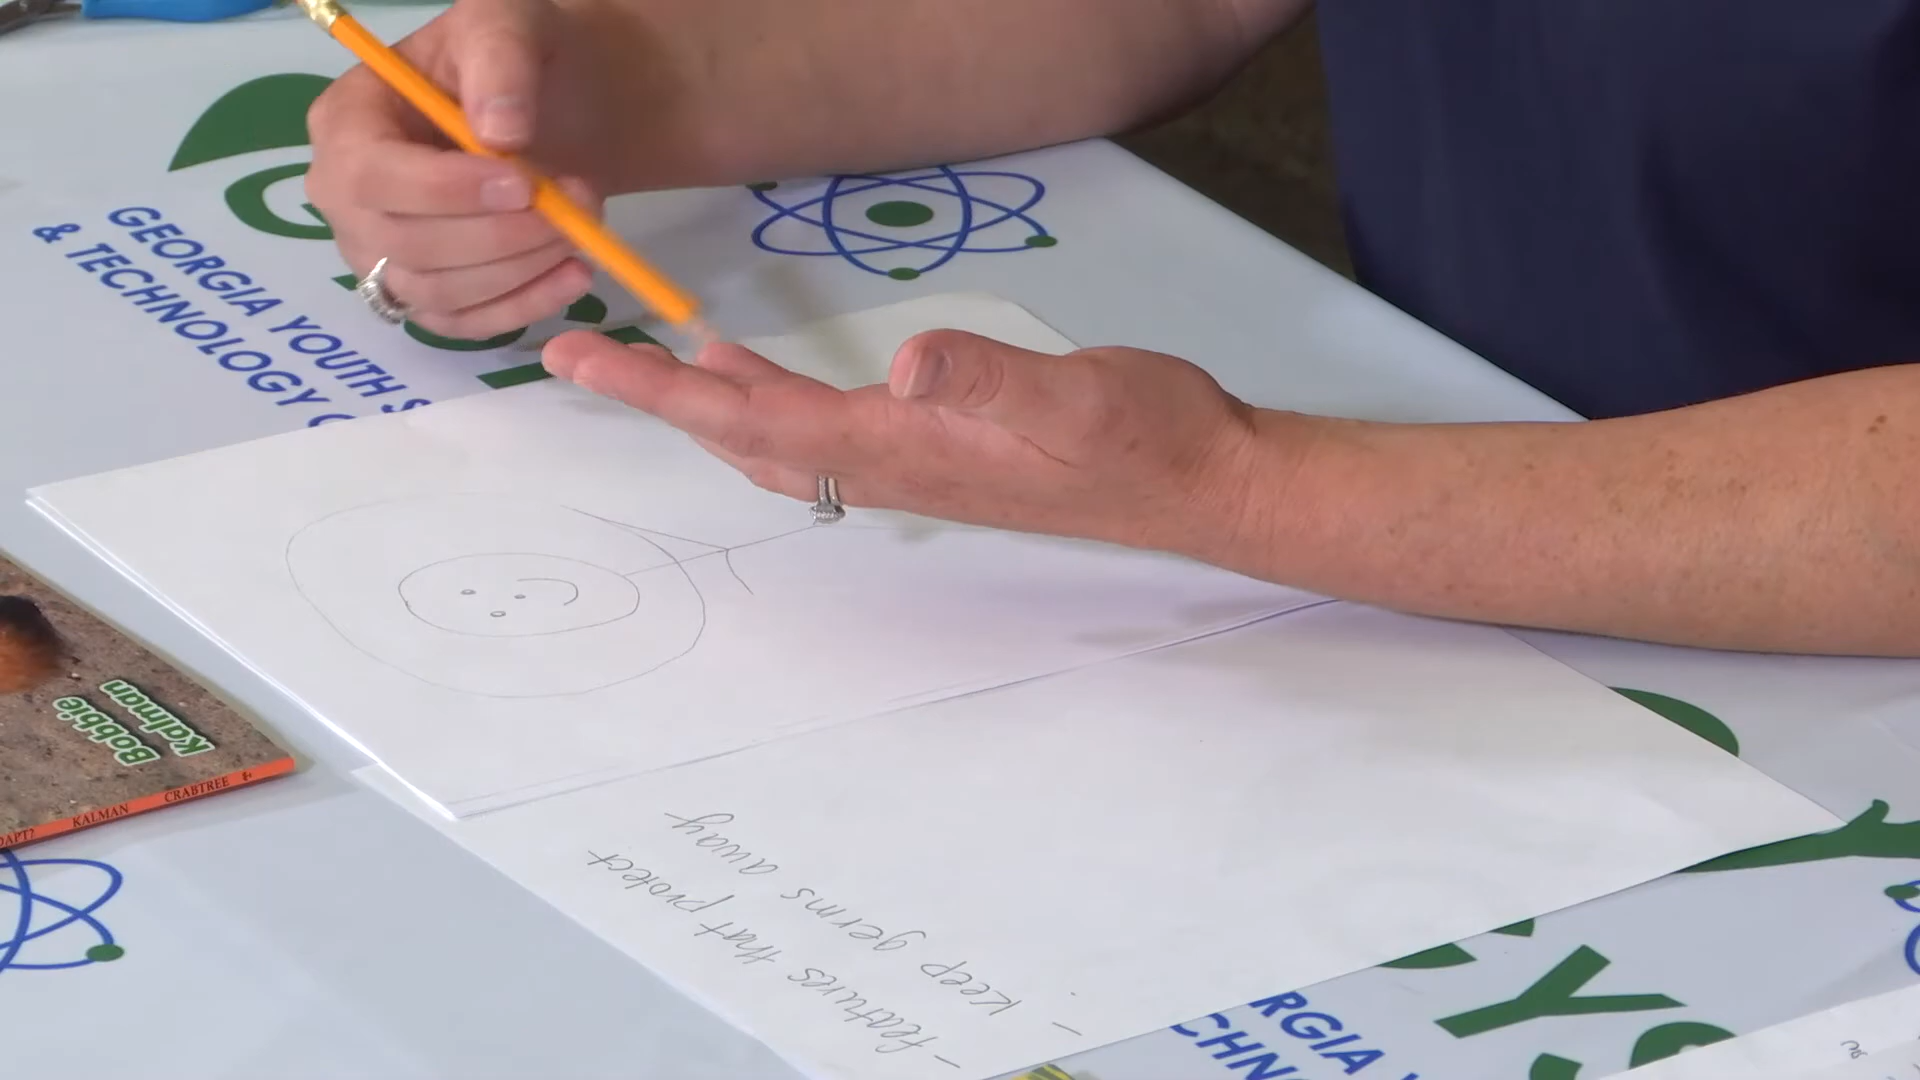 GEORGIA YOUTH S
& TECHNOLOGY C
Bobbie
Kalman
DAPT? KALMAN CRABTREE
- features that protect
- keep germs away
RGIA
CHN